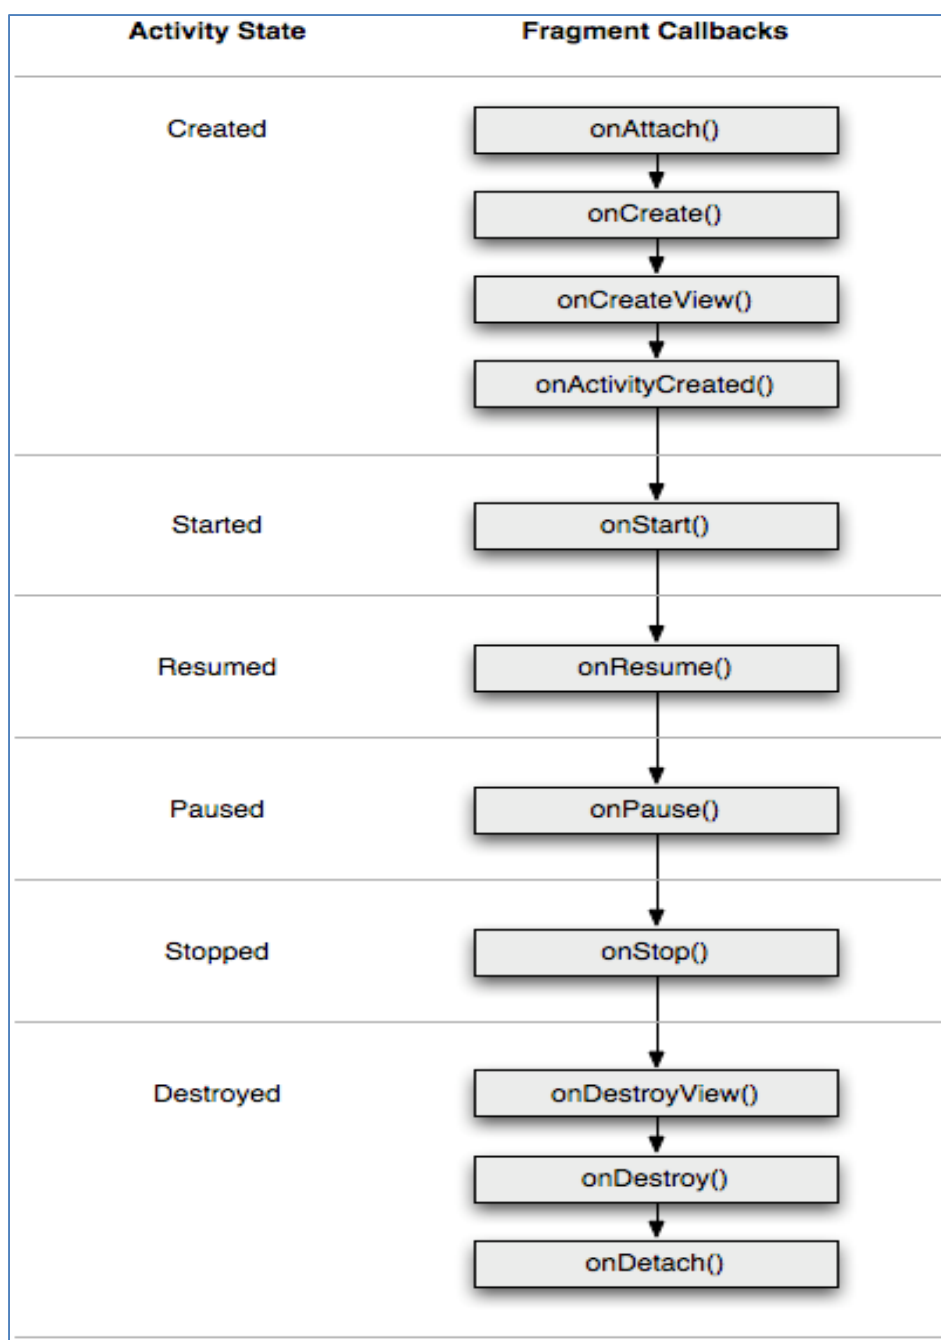 Activity State Fragment Callbacks
Created onAttach()
onCreate()
onCreateView()
onActivityCreated()
Started onStart()
Resumed onResume()
Paused onPause()
Stopped onStop()
Destroyed onDestroyView()
onDestroy()
onDetach()